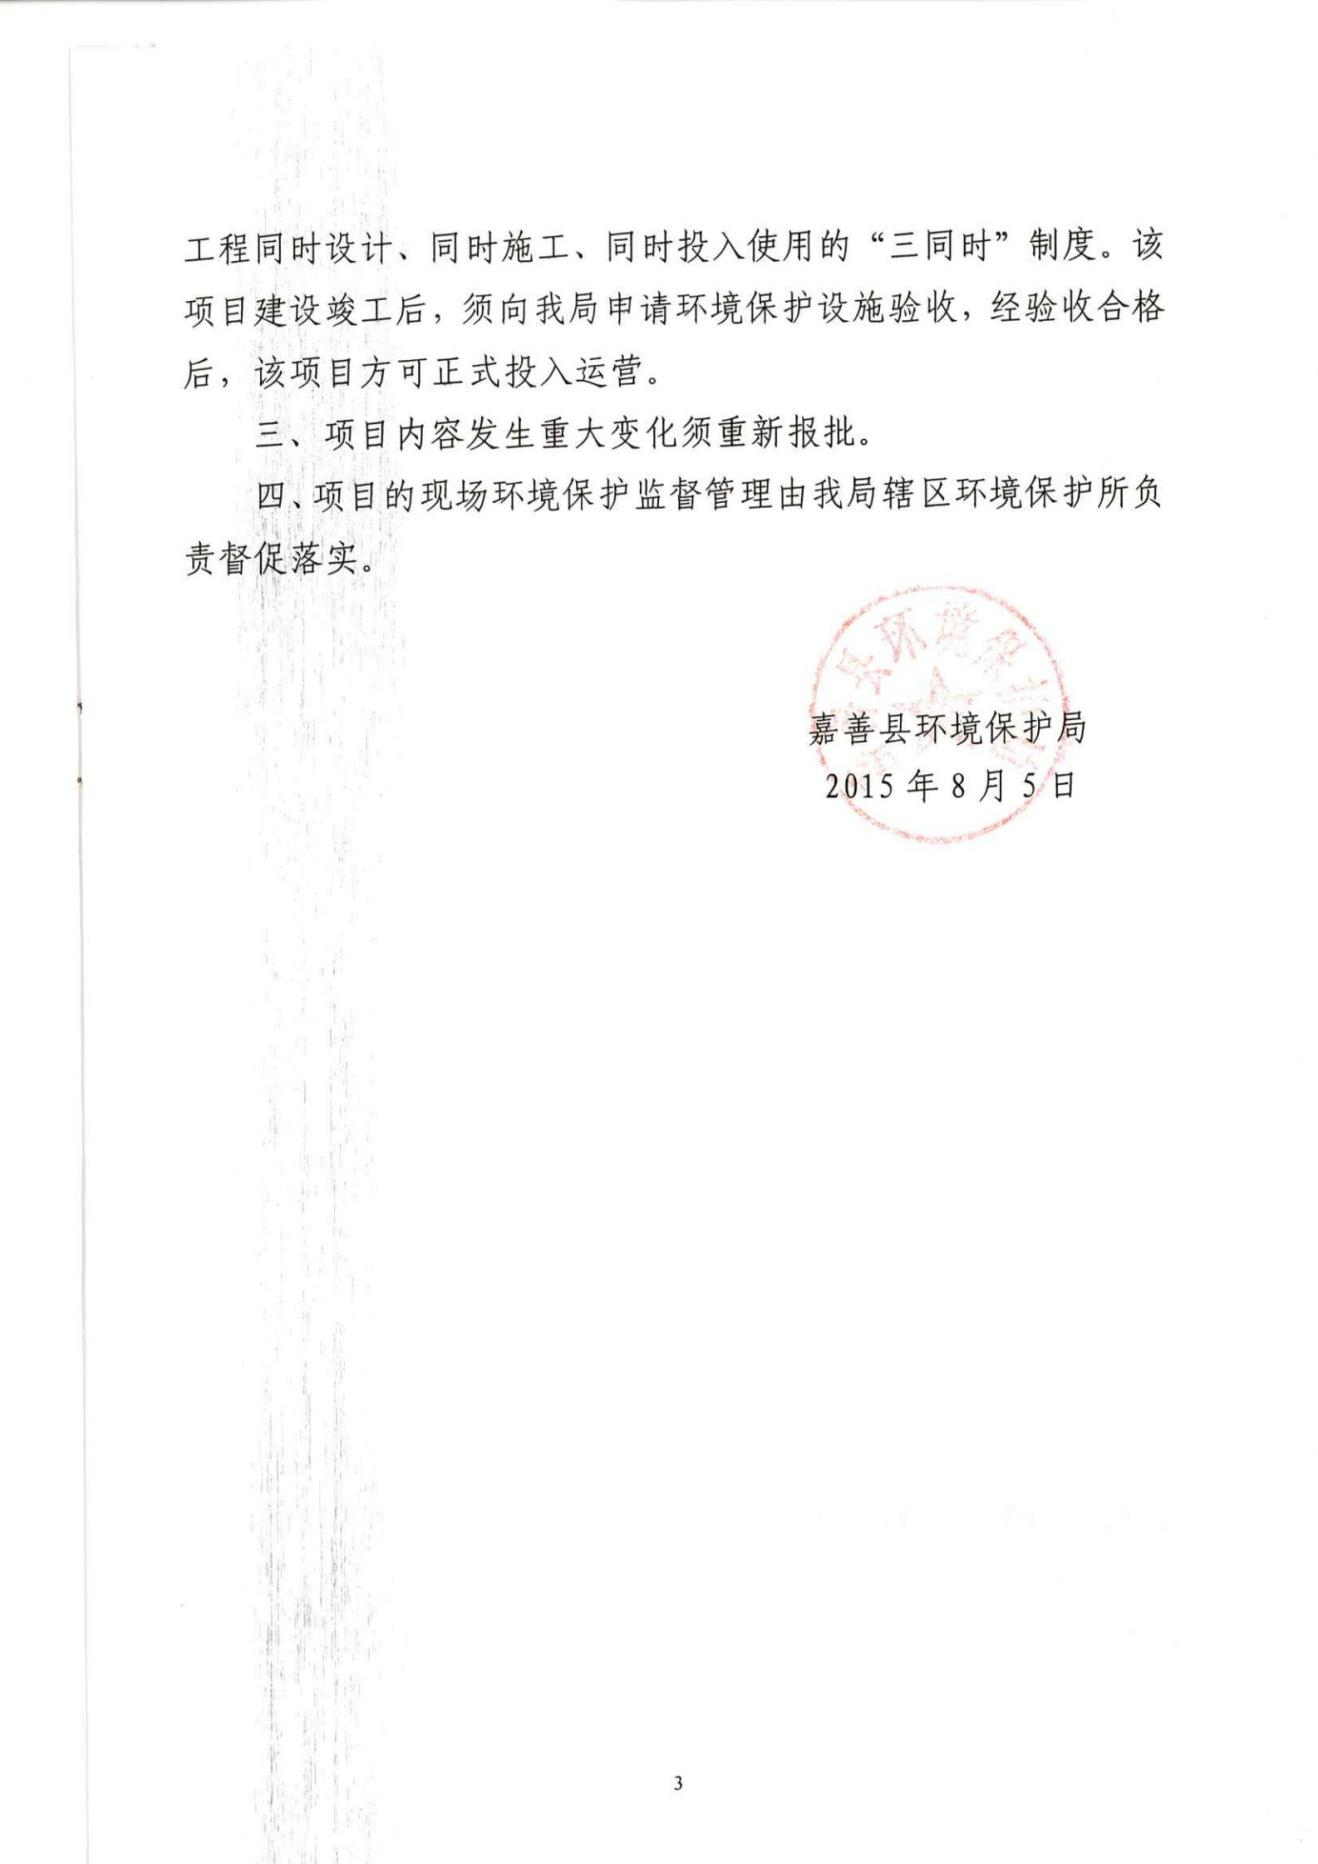 工程同时设计、同时施工、同时投入使用的“三同时”制度。该
项目建设竣工后，须向我局申请环境保护设施验收，经验收合格
后，该项目方可正式投入运营。
三、项目内容发生重大变化须重新报批。
四、项目的现场环境保护监督管理由我局辖区环境保护所负
责督促落实。
县环境保
嘉善县环境保护局
2015年8月5日
3